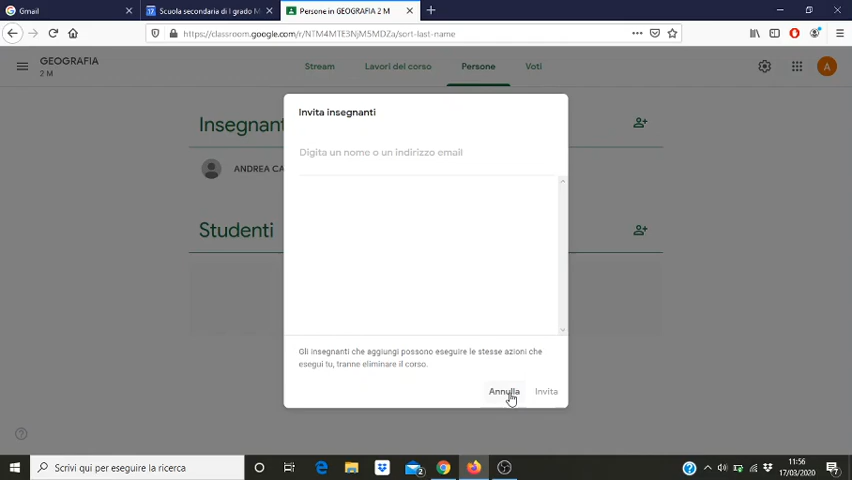 Gmail
Scuola secondaria di I grado M
Persone in GEOGRAFIA 2 M
https://classroom.google.com/r/NTM4MTE3NjM5MDZa/sort-last-name
GEOGRAFIA
2 M
Stream
Lavori del corso
Persone
Voti
A
Invita insegnanti
Insegnant
Digita un nome o un indirizzo email
ANDREA CA
Studenti
Gli insegnanti che aggiungi possono eseguire le stesse azioni che
esegui tu, tranne eliminare il corso.
Annulla
Invita
Scrivi qui per eseguire la ricerca
2
11:56
17/03/2020
7